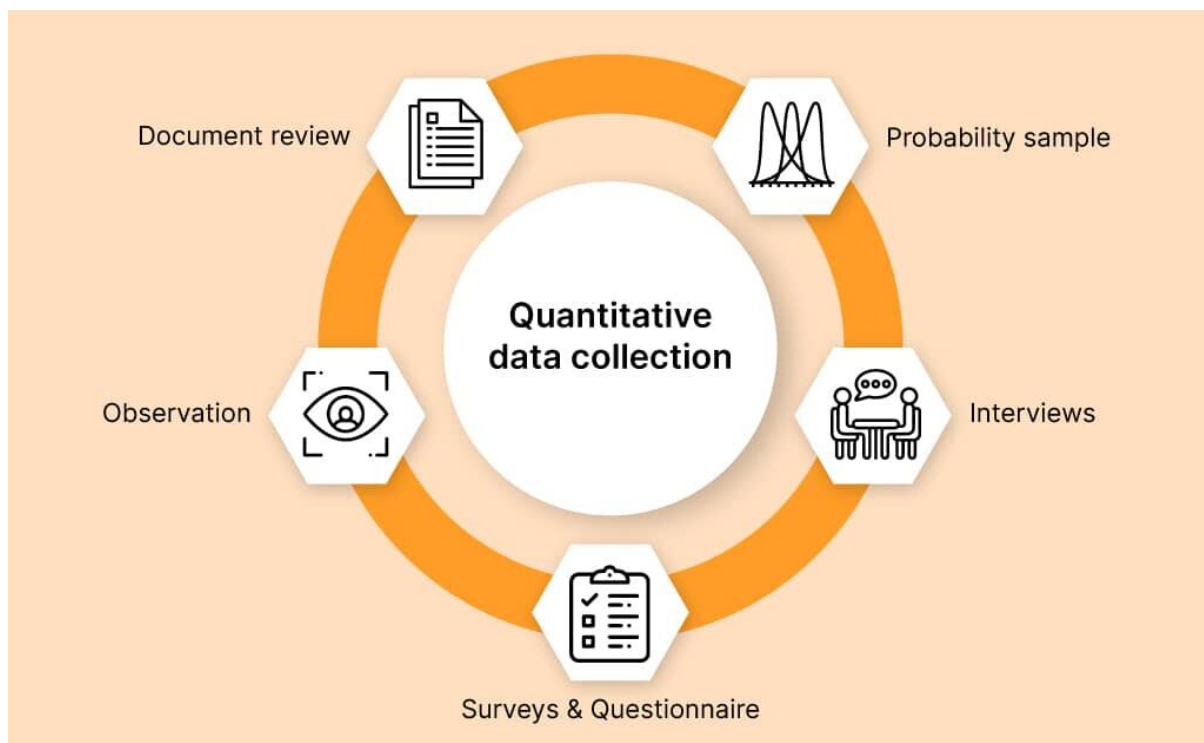 Document review
Probability sample
Quantitative
data collection
Observation
Interviews
Surveys & Questionnaire